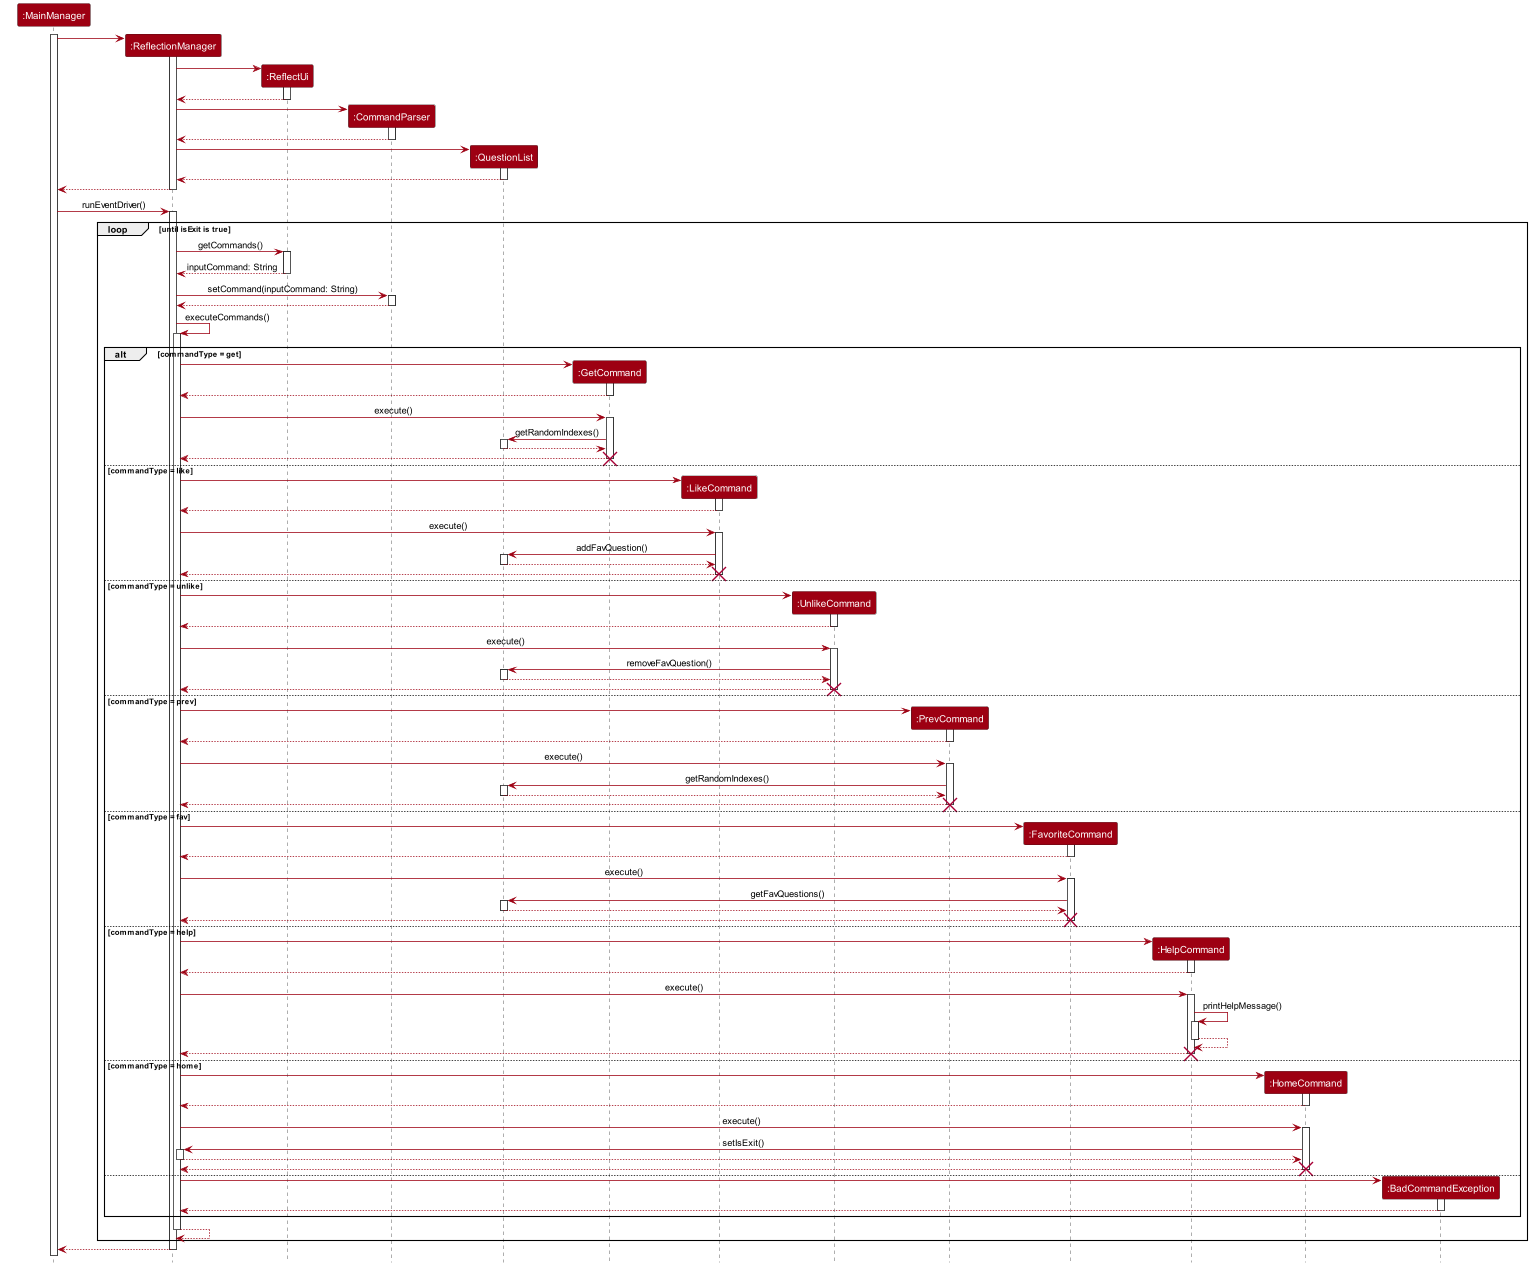 :MainManager
:ReflectionManager
:ReflectUi
:CommandParser
:QuestionList
runEventDriver()
loop [until isExit is true]
getCommands()
inputCommand: String
setCommand(inputCommand: String)
executeCommands()
alt [commandType = get]
:GetCommand
execute()
getRandomIndexes()
[commandType = like]
:LikeCommand
execute()
addFavQuestion()
[commandType = unlike]
:UnlikeCommand
execute()
removeFavQuestion()
[commandType = prev]
:PrevCommand
execute()
getRandomIndexes()
[commandType = fav]
:FavoriteCommand
execute()
getFavQuestions()
[commandType = help]
:HelpCommand
execute()
printHelpMessage()
[commandType = home]
:HomeCommand
execute()
setIsExit()
:BadCommandException